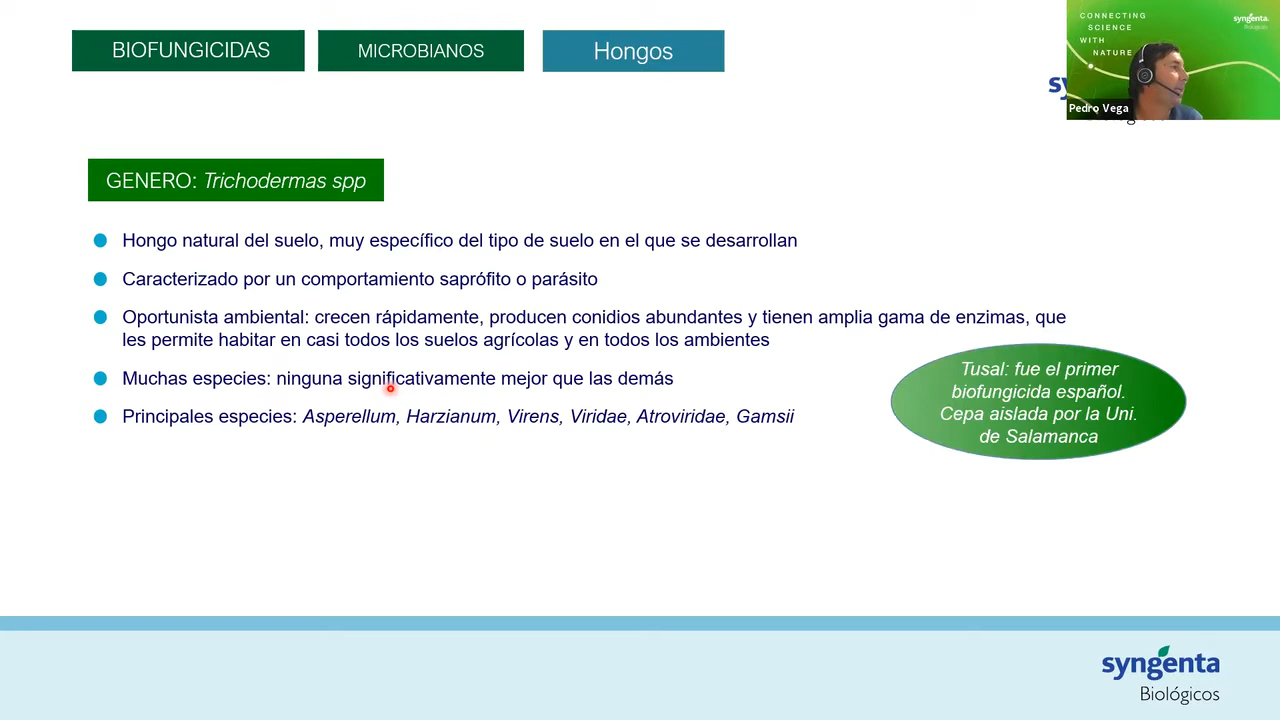 BIOFUNGICIDAS
MICROBIANOS
Hongos
CONNECTING
SCIENCE
WITH
NATURE
syngenta
Biológicos
Pedro Vega
GENERO: Trichodermas spp
Hongo natural del suelo, muy específico del tipo de suelo en el que se desarrollan
Caracterizado por un comportamiento saprófito o parásito
Oportunista ambiental: crecen rápidamente, producen conidios abundantes y tienen amplia gama de enzimas, que
les permite habitar en casi todos los suelos agrícolas y en todos los ambientes
Muchas especies: ninguna significativamente mejor que las demás
Principales especies: Asperellum, Harzianum, Virens, Viridae, Atroviridae, Gamsii
Tusal: fue el primer
biofungicida español.
Cepa aislada por la Uni.
de Salamanca
syngenta
Biológicos